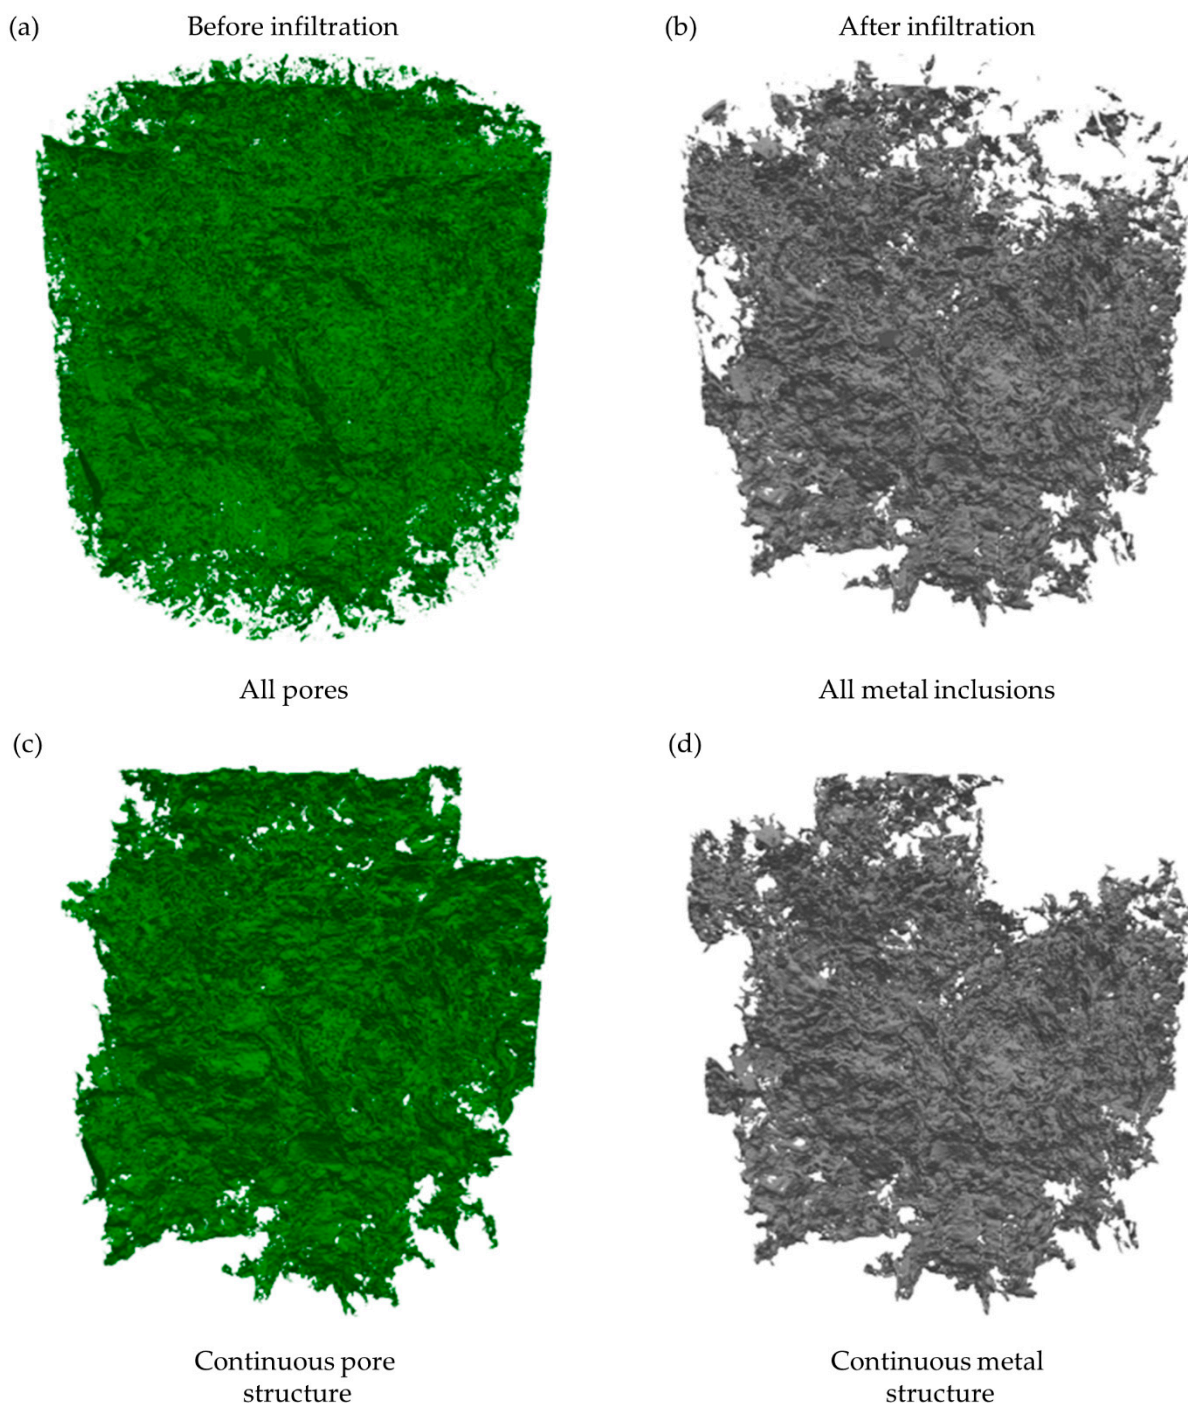 (a)
Before infiltration
(b)
After infiltration
All pores
All metal inclusions
(c)
(d)
Continuous pore
structure
Continuous metal
structure